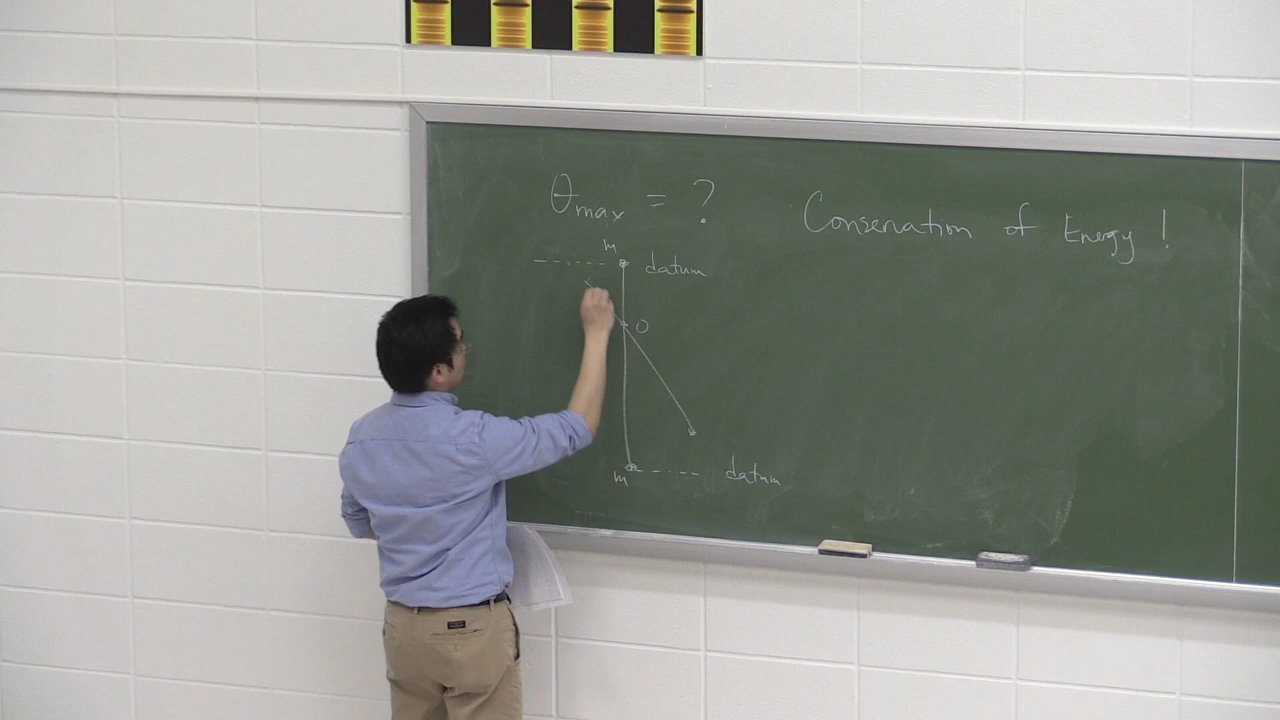 θmax = ?
Conservation of Energy !
m
datum
O
m
datum